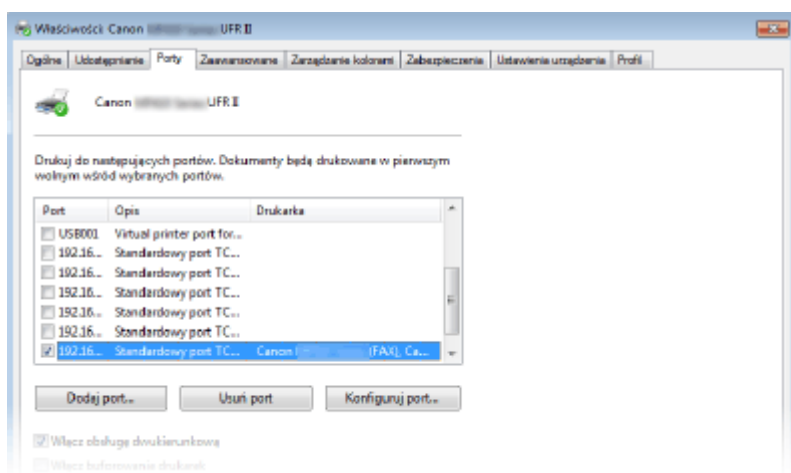 Właściwości: Canon UFR II
Ogólne Udostępnianie Porty Zaawansowane Zarządzanie kolorami Zabezpieczenia Ustawienia urządzenia Profil
Canon UFR II
Drukuj do następujących portów. Dokumenty będą drukowane w pierwszym
wolnym wśród wybranych portów.
Port Opis Drukarka
USB001 Virtual printer port for...
192.16... Standardowy port TC...
192.16... Standardowy port TC...
192.16... Standardowy port TC...
192.16... Standardowy port TC...
192.16... Standardowy port TC...
192.16... Standardowy port TC... Canon (FAX), Ca...
Dodaj port... Usuń port Konfiguruj port...
Włącz obsługę dwukierunkową
Włącz buforowanie drukarek